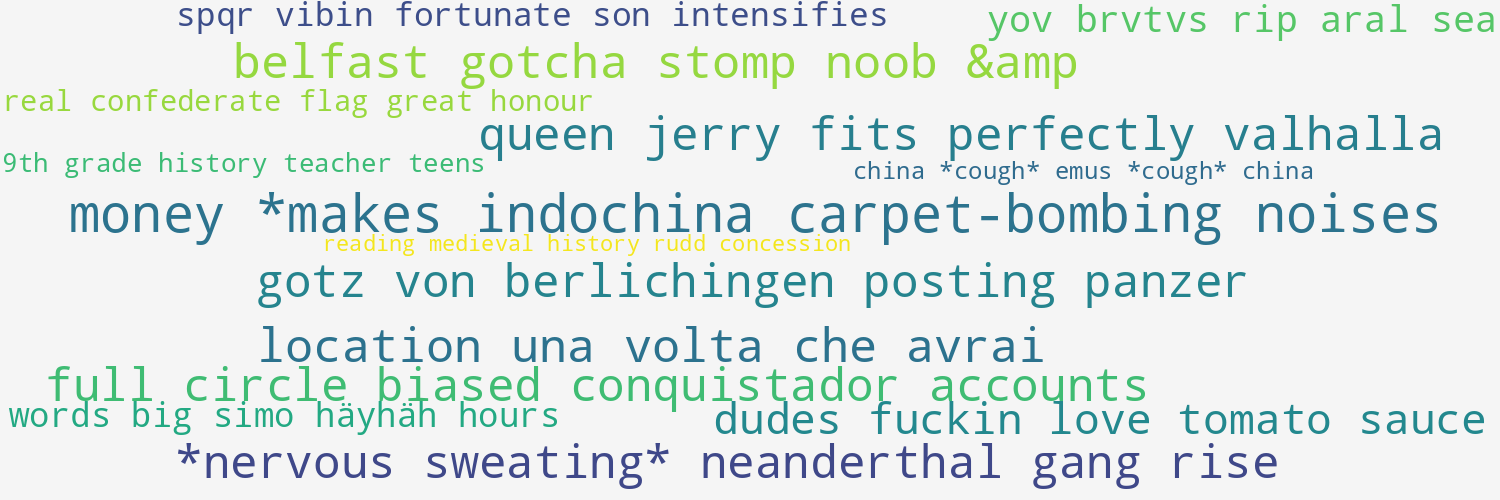 spqr vibin fortunate son intensifies
yov brvtvs rip aral sea
belfast gotcha stomp noob &amp
real confederate flag great honour
queen jerry fits perfectly valhalla
9th grade history teacher teens
china *cough* emus *cough* china
money *makes indochina carpet-bombing noises
reading medieval history rudd concession
gotz von berlichingen posting panzer
location una volta che avrai
full circle biased conquistador accounts
words big simo häyhäh hours
dudes fuckin love tomato sauce
*nervous sweating* neanderthal gang rise